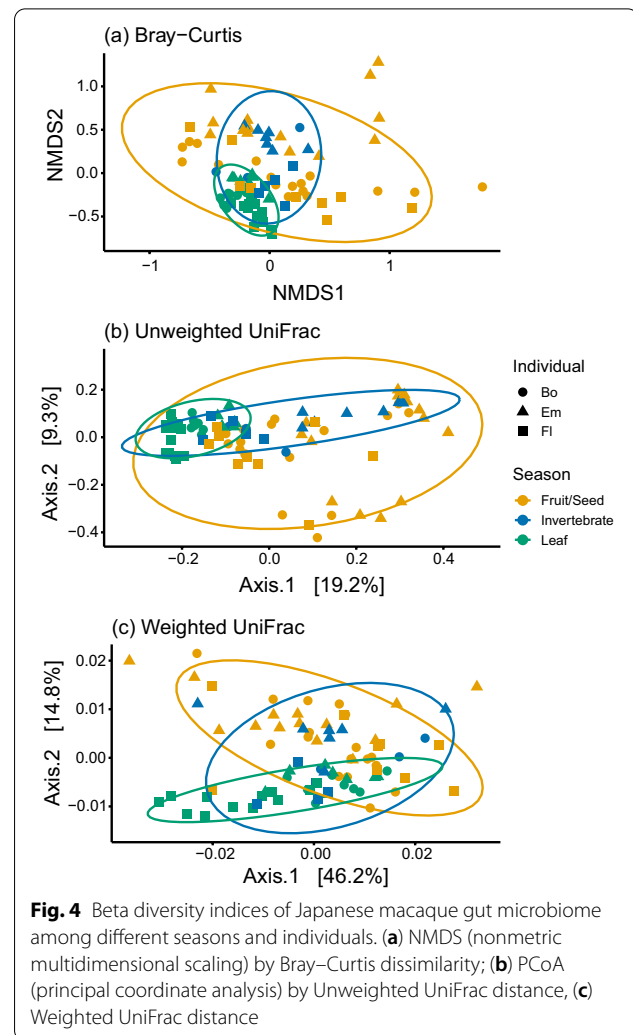 (a) Bray−Curtis
NMDS2
1.0
0.5
0.0
−0.5
−1
0
1
NMDS1
(b) Unweighted UniFrac
Axis.2 [9.3%]
0.2
0.0
−0.2
−0.4
−0.2
0.0
0.2
0.4
Axis.1 [19.2%]
Individual
Bo
Em
Fl
Season
Fruit/Seed
Invertebrate
Leaf
(c) Weighted UniFrac
Axis.2 [14.8%]
0.02
0.01
0.00
−0.01
−0.02
0.00
0.02
Axis.1 [46.2%]
Fig. 4 Beta diversity indices of Japanese macaque gut microbiome
among different seasons and individuals. (a) NMDS (nonmetric
multidimensional scaling) by Bray–Curtis dissimilarity; (b) PCoA
(principal coordinate analysis) by Unweighted UniFrac distance, (c)
Weighted UniFrac distance